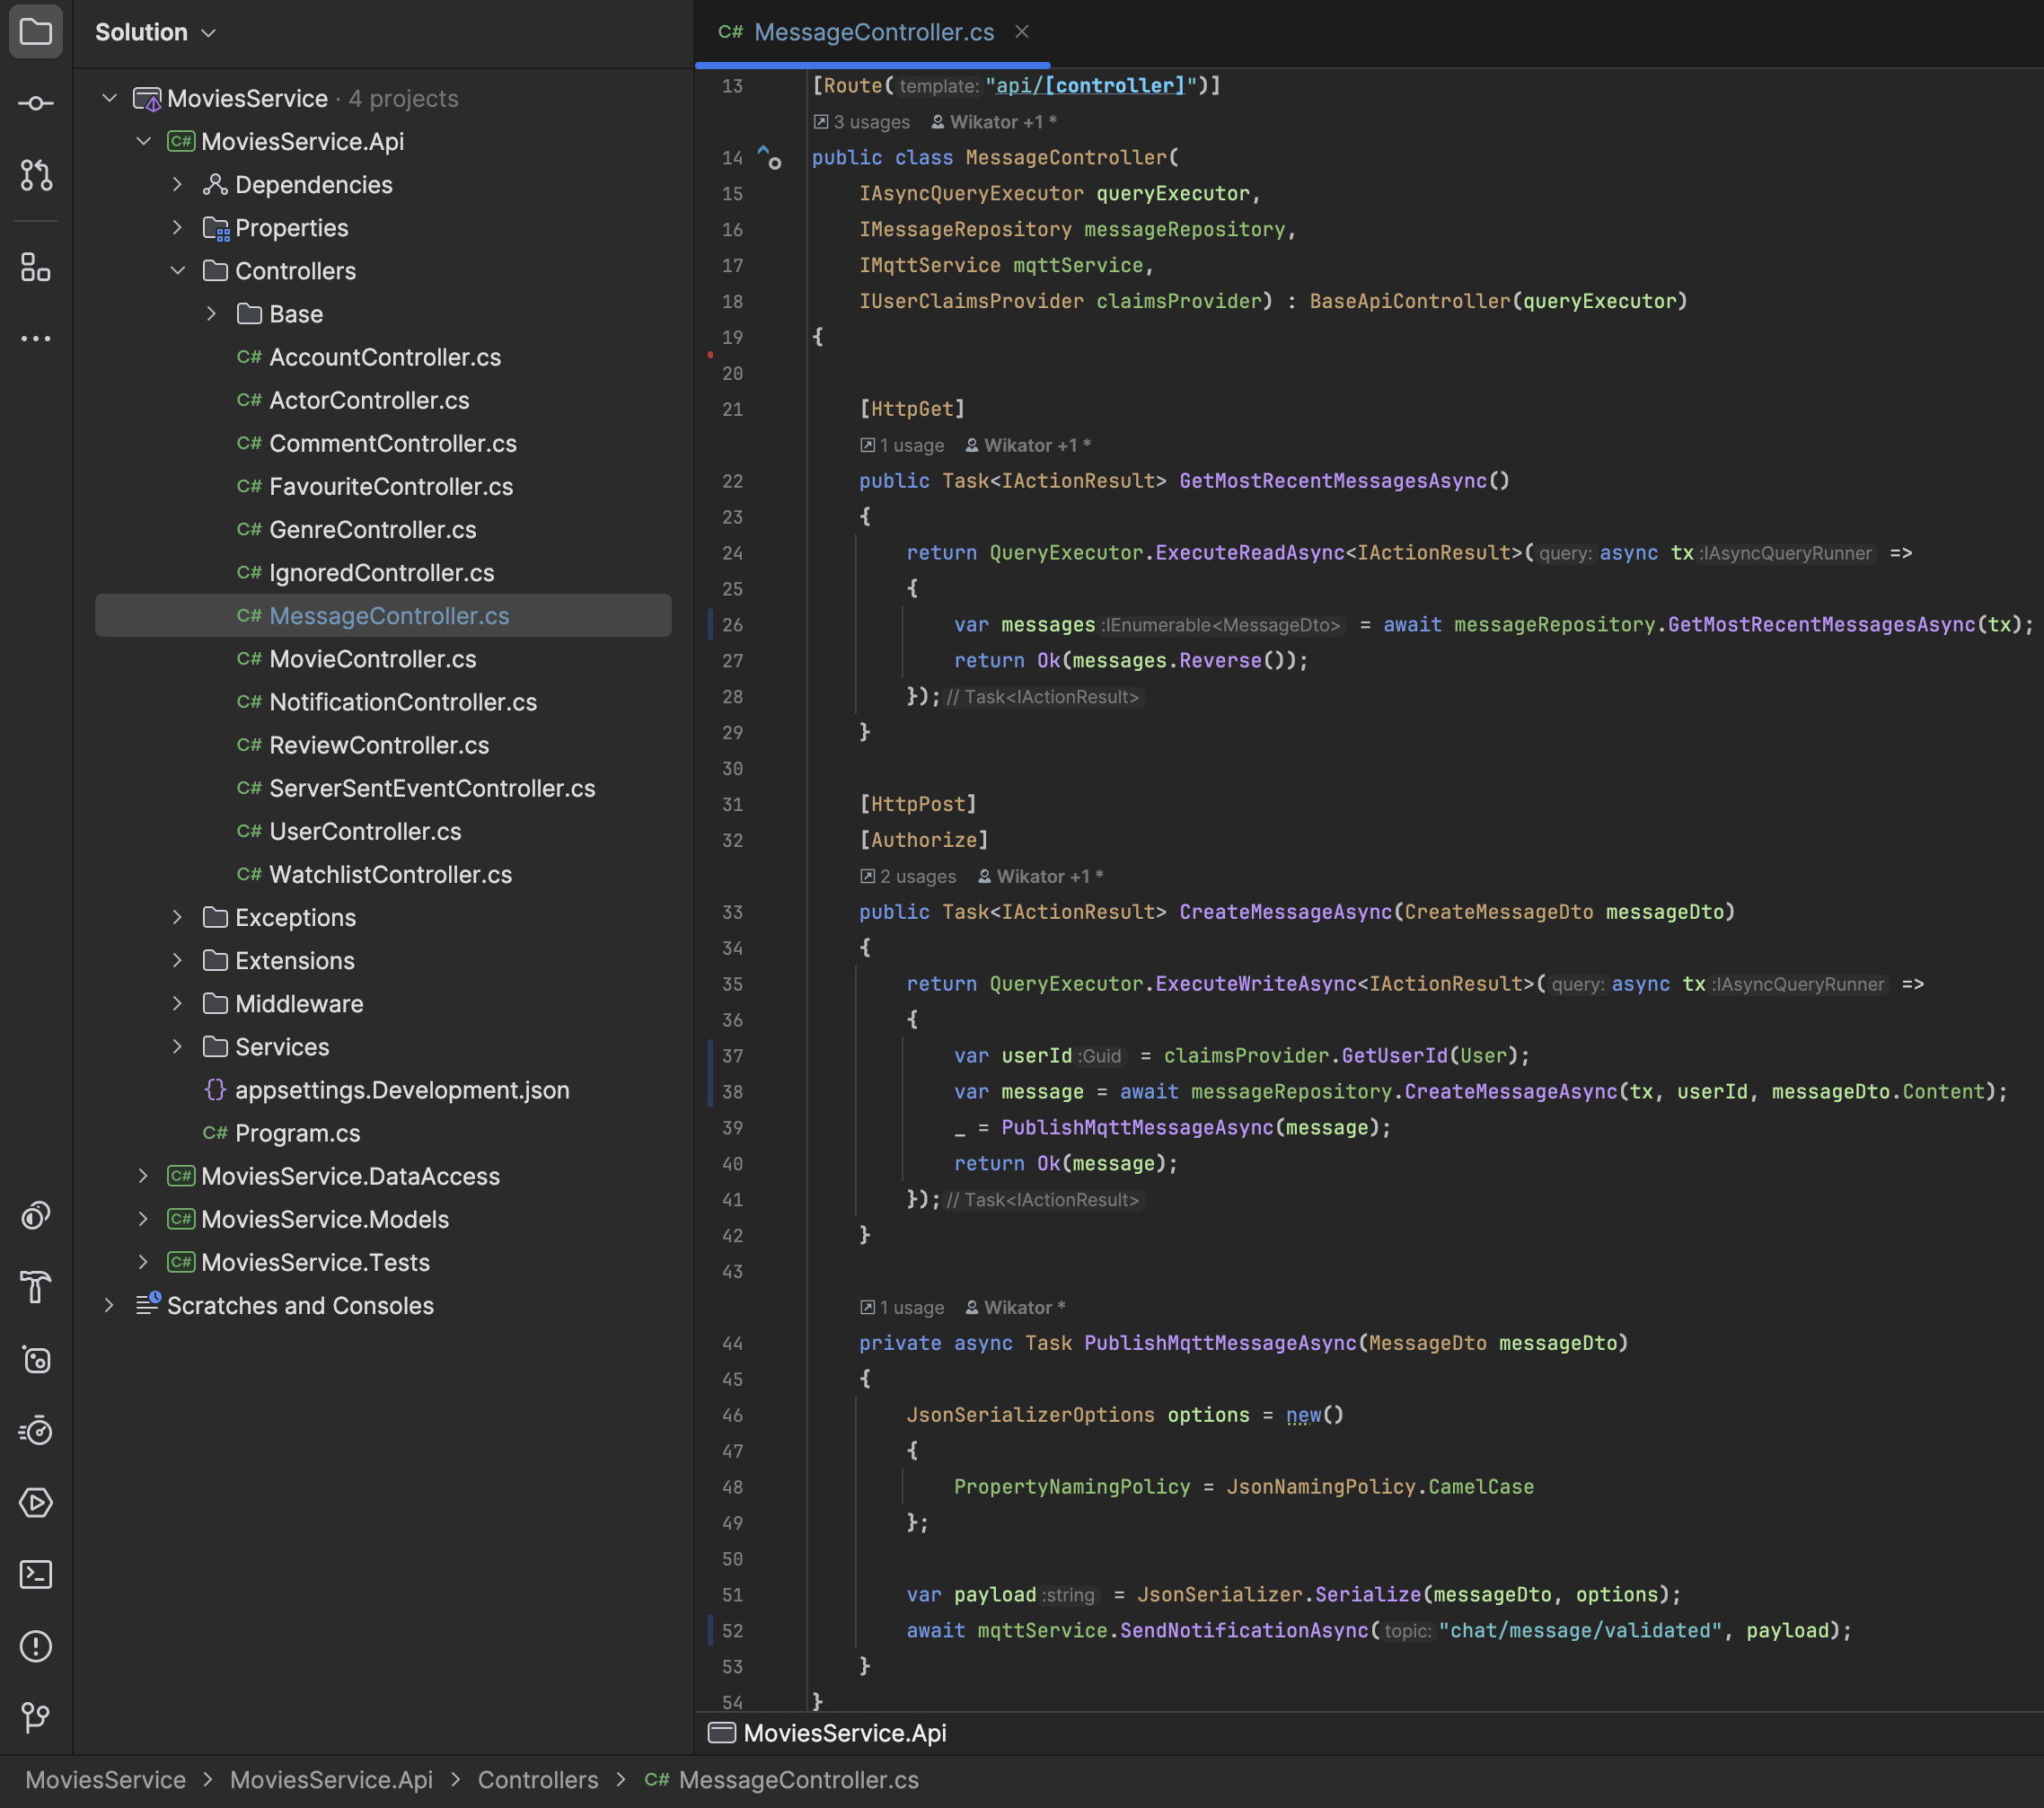 Solution
MoviesService · 4 projects
MoviesService.Api
Dependencies
Properties
Controllers
Base
C# AccountController.cs
C# ActorController.cs
C# CommentController.cs
C# FavouriteController.cs
C# GenreController.cs
C# IgnoredController.cs
C# MessageController.cs
C# MovieController.cs
C# NotificationController.cs
C# ReviewController.cs
C# ServerSentEventController.cs
C# UserController.cs
C# WatchlistController.cs
Exceptions
Extensions
Middleware
Services
{} appsettings.Development.json
C# Program.cs
C# MoviesService.DataAccess
C# MoviesService.Models
C# MoviesService.Tests
Scratches and Consoles
C# MessageController.cs
13 [Route( template: "api/[controller]")]
3 usages Wikator +1 *
14 public class MessageController(
15 IAsyncQueryExecutor queryExecutor,
16 IMessageRepository messageRepository,
17 IMqttService mqttService,
18 IUserClaimsProvider claimsProvider) : BaseApiController(queryExecutor)
19 {
20
21 [HttpGet]
1 usage Wikator +1 *
22 public Task<IActionResult> GetMostRecentMessagesAsync()
23 {
24 return QueryExecutor.ExecuteReadAsync<IActionResult>( query: async tx :IAsyncQueryRunner =>
25 {
26 var messages :IEnumerable<MessageDto> = await messageRepository.GetMostRecentMessagesAsync(tx);
27 return Ok(messages.Reverse());
28 }); // Task<IActionResult>
29 }
30
31 [HttpPost]
32 [Authorize]
2 usages Wikator +1 *
33 public Task<IActionResult> CreateMessageAsync(CreateMessageDto messageDto)
34 {
35 return QueryExecutor.ExecuteWriteAsync<IActionResult>( query: async tx :IAsyncQueryRunner =>
36 {
37 var userId :Guid = claimsProvider.GetUserId(User);
38 var message = await messageRepository.CreateMessageAsync(tx, userId, messageDto.Content);
39 _ = PublishMqttMessageAsync(message);
40 return Ok(message);
41 }); // Task<IActionResult>
42 }
43
1 usage Wikator *
44 private async Task PublishMqttMessageAsync(MessageDto messageDto)
45 {
46 JsonSerializerOptions options = new()
47 {
48 PropertyNamingPolicy = JsonNamingPolicy.CamelCase
49 };
50
51 var payload :string = JsonSerializer.Serialize(messageDto, options);
52 await mqttService.SendNotificationAsync( topic: "chat/message/validated", payload);
53 }
54 }
MoviesService.Api
MoviesService > MoviesService.Api > Controllers > C# MessageController.cs